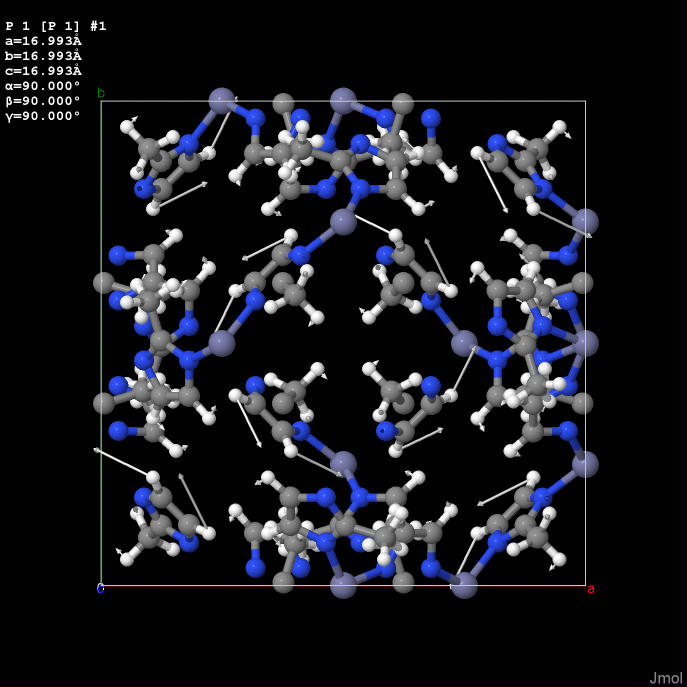 P 1 [P 1] #1
a=16.993Å
b=16.993Å
c=16.993Å
α=90.000°
β=90.000°
γ=90.000°
b
a
Jmol